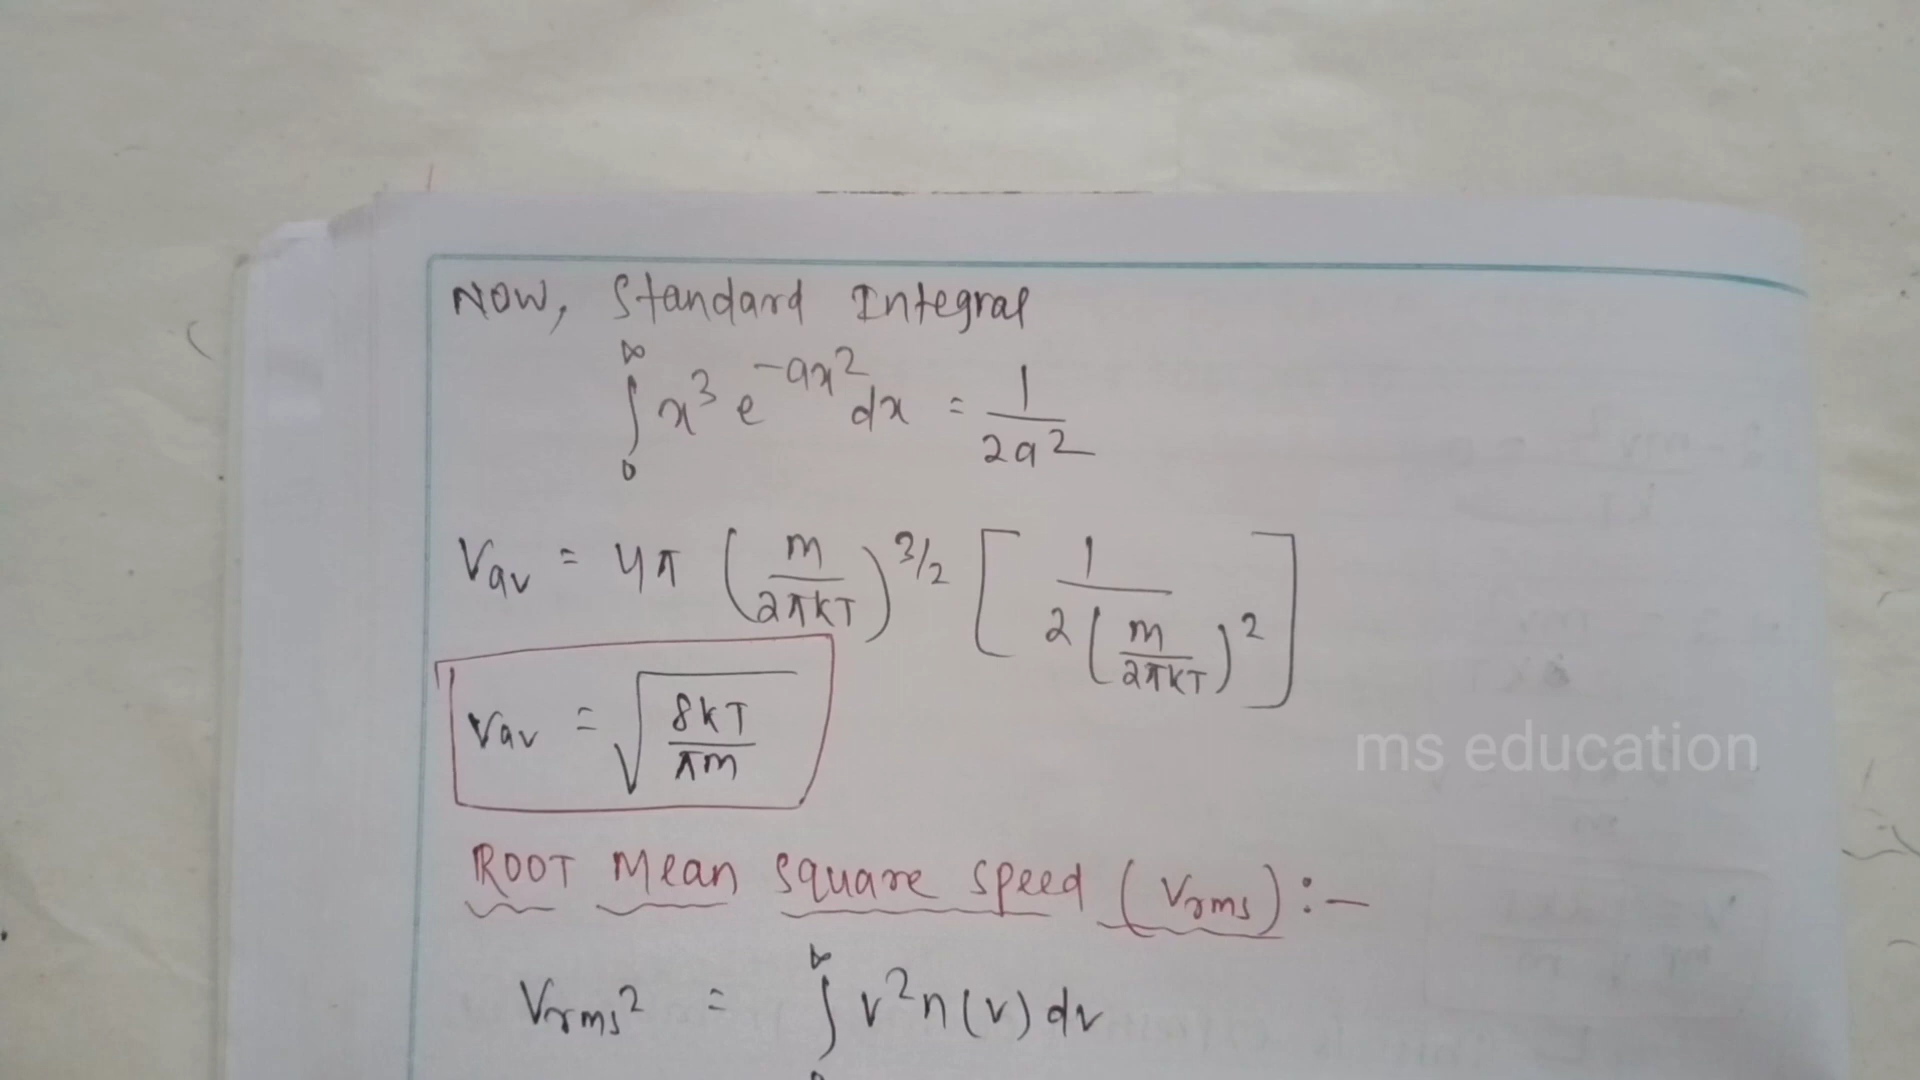 Now, Standard Integral
∫₀^∞ x³ e^(-ax²) dx = 1/(2a²)
Vav = 4π (m/(2πkT))^(3/2) [1/(2(m/(2πkT))²)]
Vav = √(8kT/(πm))
ms education
ROOT Mean square speed (Vrms) :-
Vrms² = ∫₀^∞ v² n(v) dv